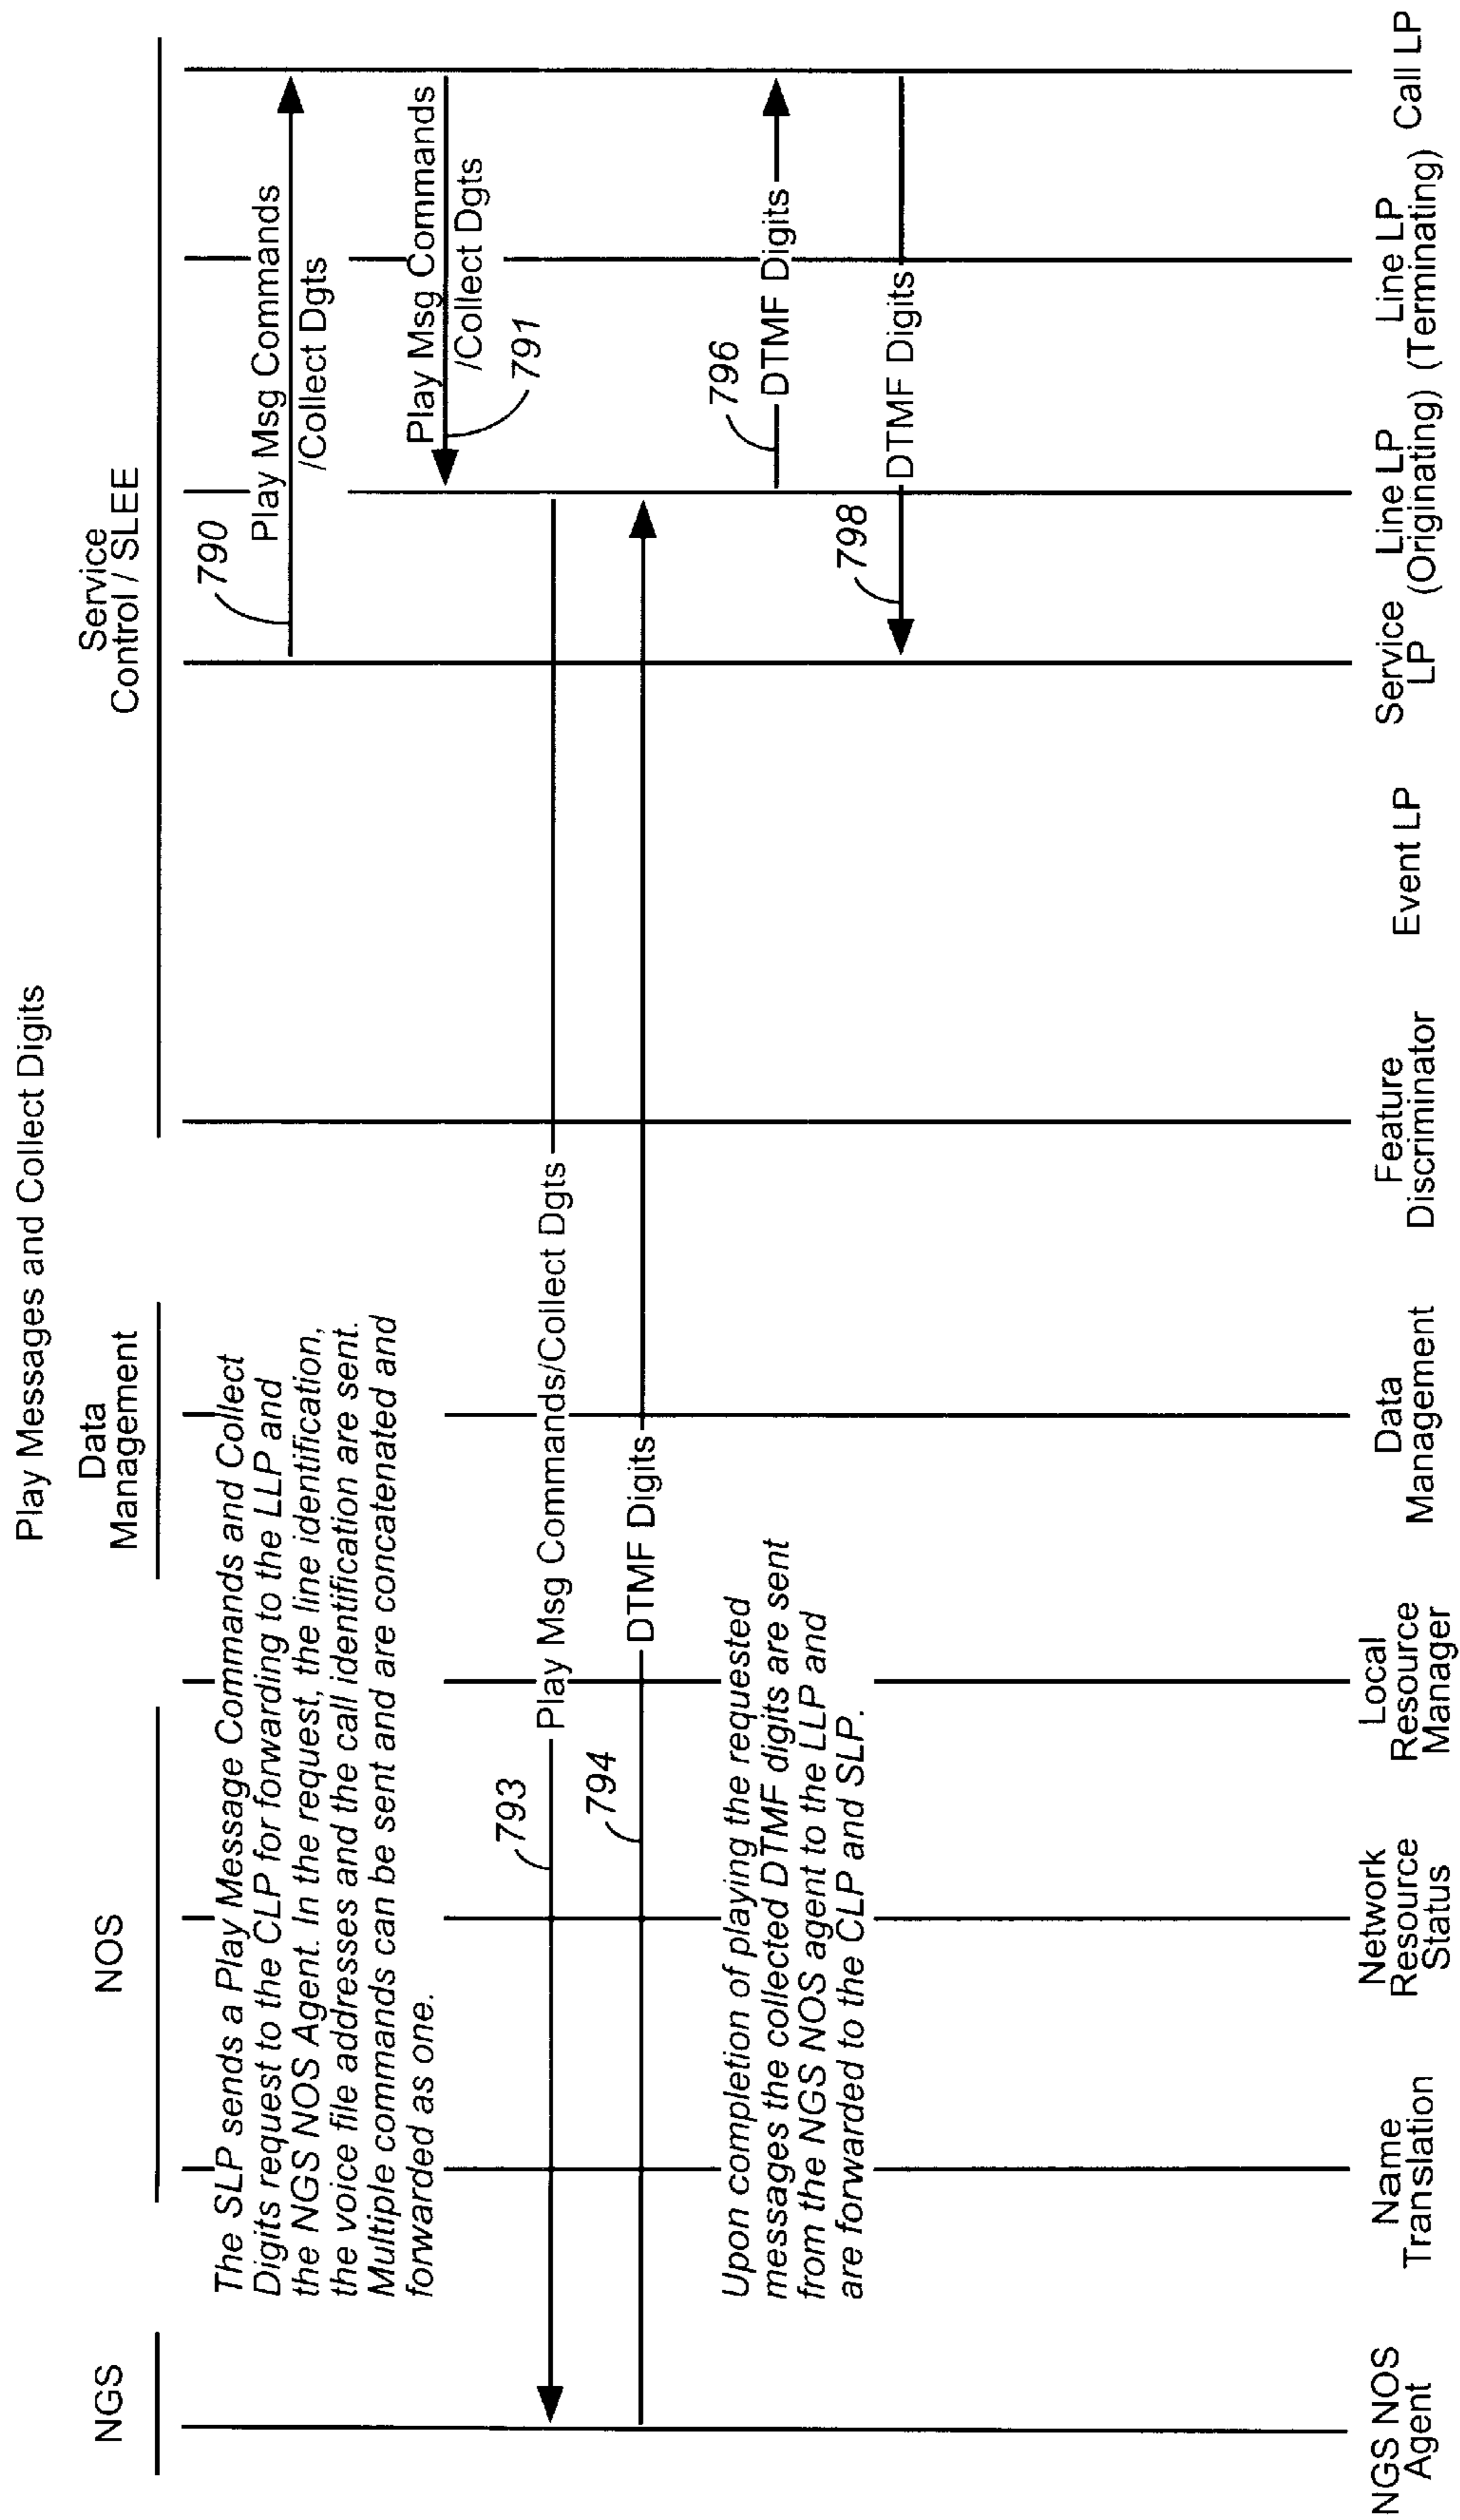 Play Messages and Collect Digits
NGS
NOS
Data
Management
Service
Control / SLEE
The SLP sends a Play Message Commands and Collect
Digits request to the CLP for forwarding to the LLP and
the NGS NOS Agent. In the request, the line identification,
the voice file addresses and the call identification are sent.
Multiple commands can be sent and are concatenated and
forwarded as one.
790
Play Msg Commands
/Collect Dgts
Play Msg Commands
/Collect Dgts
791
793
Play Msg Commands/Collect Dgts
794
DTMF Digits
Upon completion of playing the requested
messages the collected DTMF digits are sent
from the NGS NOS agent to the LLP and
are forwarded to the CLP and SLP.
796
DTMF Digits
798
DTMF Digits
NGS NOS
Agent
Name
Translation
Network
Resource
Status
Local
Resource
Manager
Data
Management
Feature
Discriminator
Event LP
Service
LP
Line LP
(Originating)
Line LP
(Terminating)
Call LP